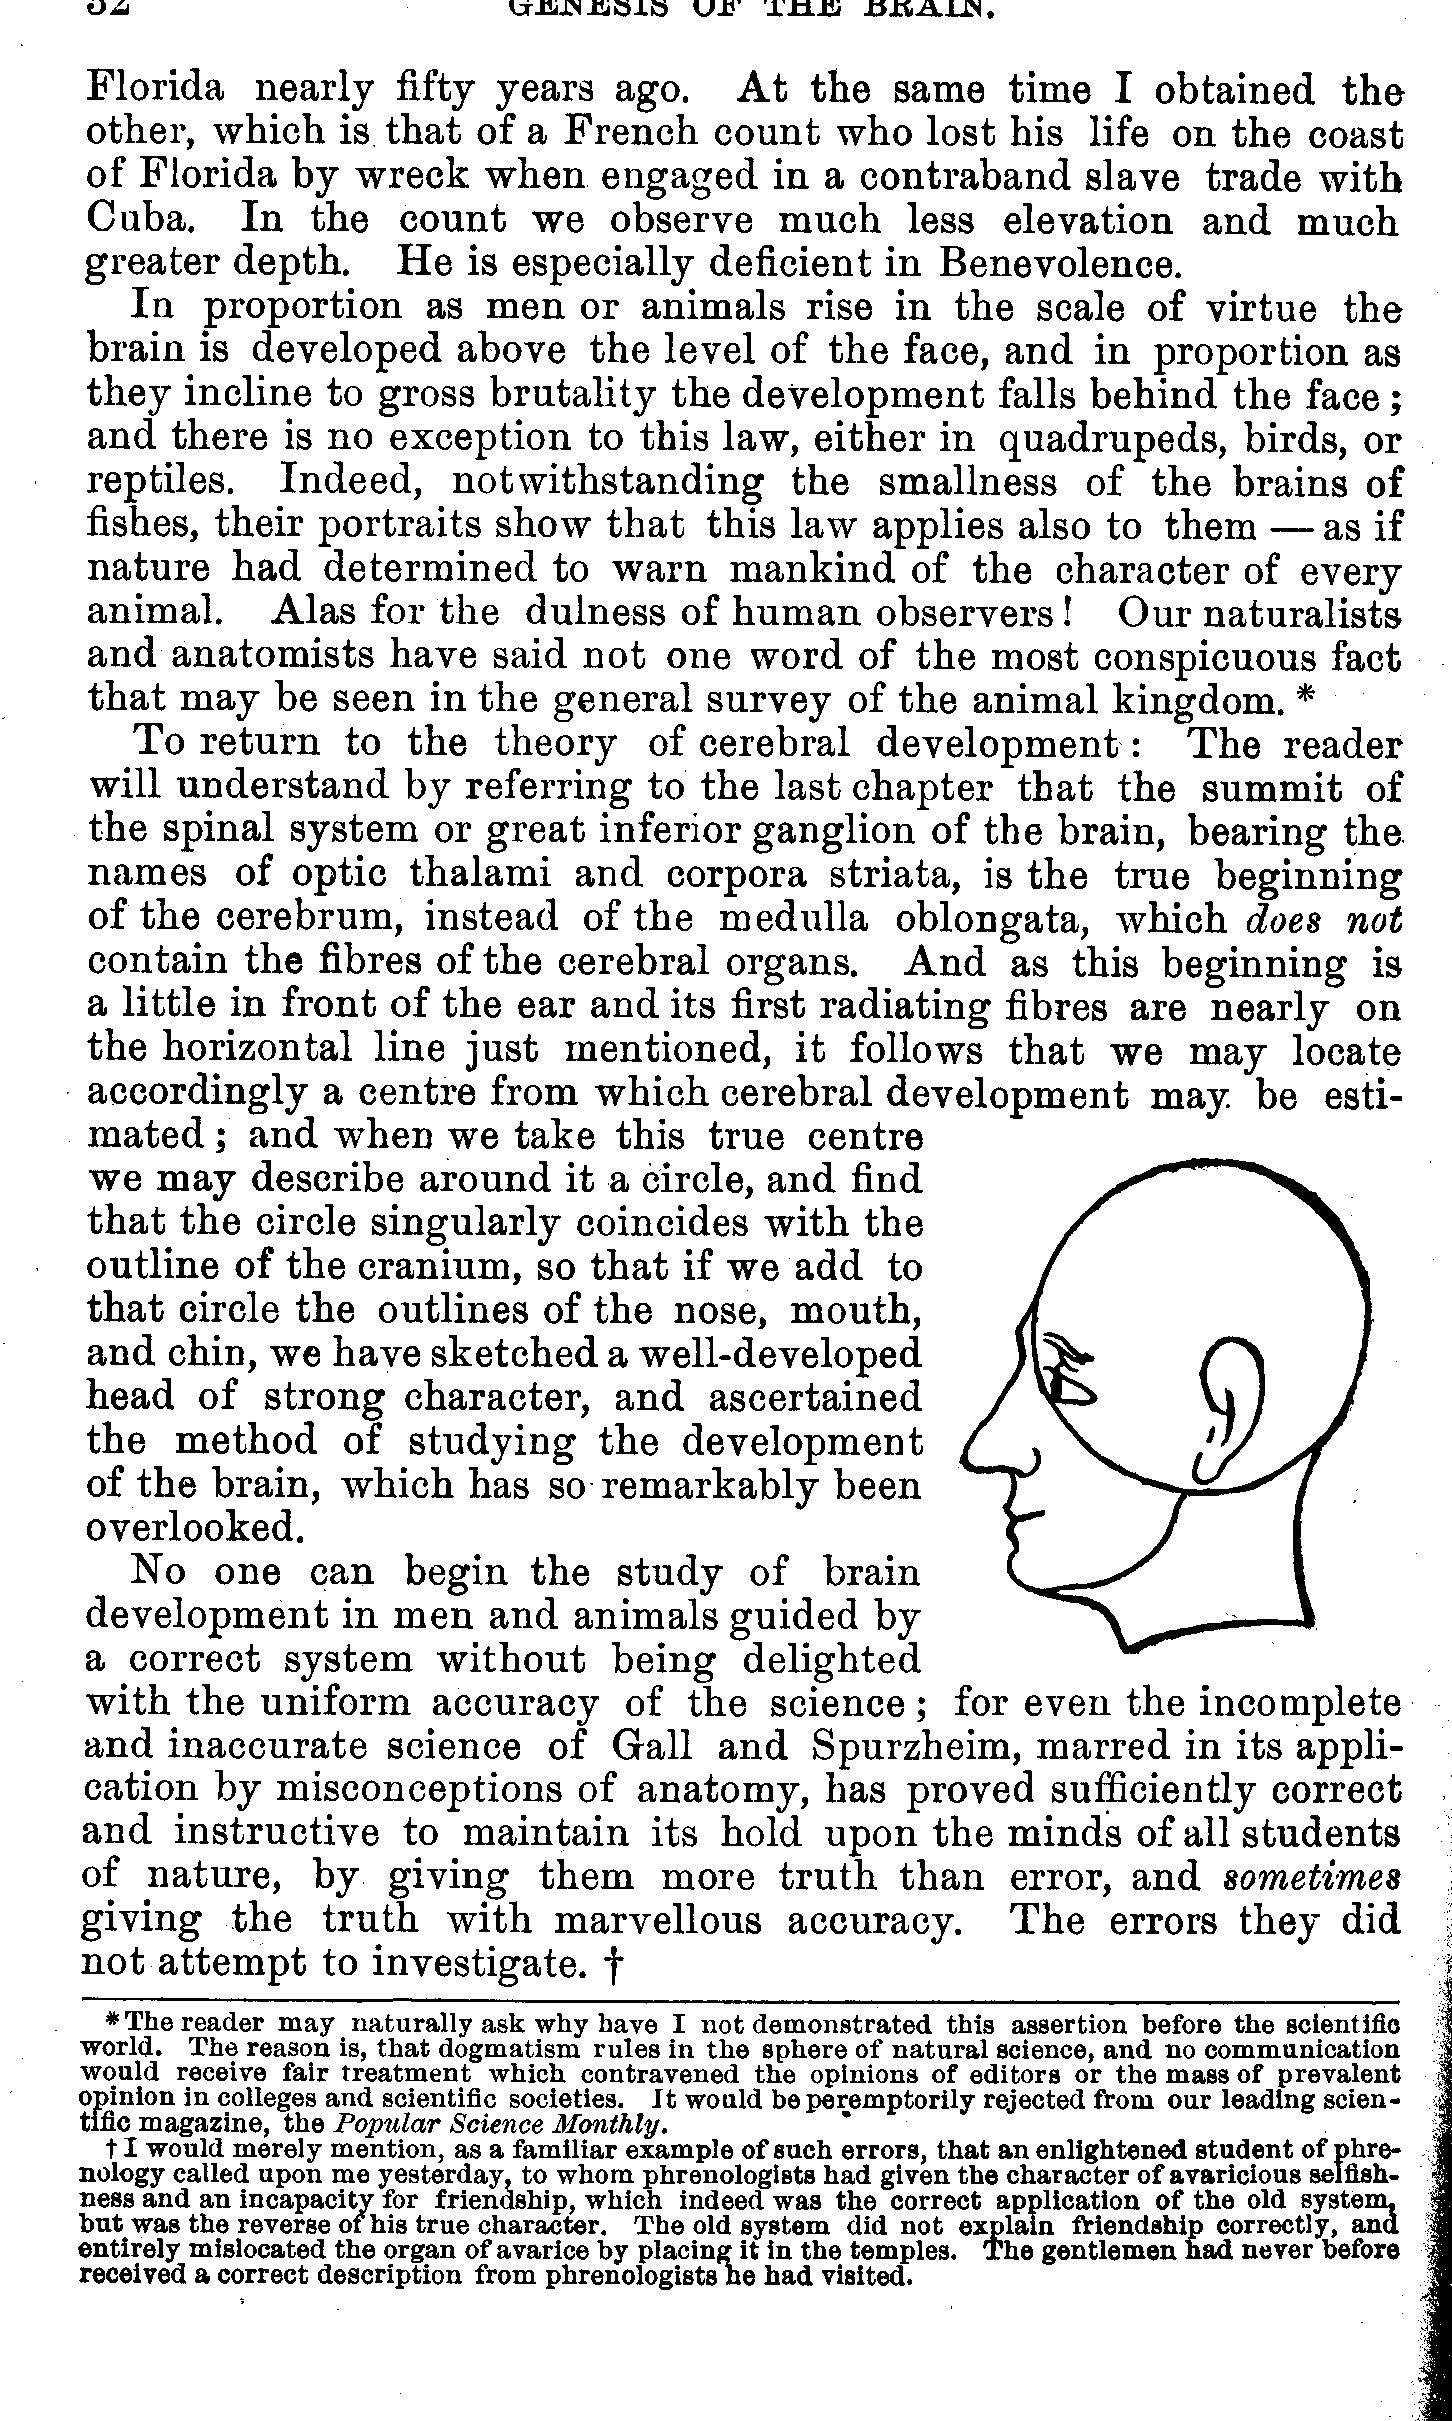 32 GENESIS OF THE BRAIN.
Florida nearly fifty years ago. At the same time I obtained the
other, which is that of a French count who lost his life on the coast
of Florida by wreck when engaged in a contraband slave trade with
Cuba. In the count we observe much less elevation and much
greater depth. He is especially deficient in Benevolence.
In proportion as men or animals rise in the scale of virtue the
brain is developed above the level of the face, and in proportion as
they incline to gross brutality the development falls behind the face;
and there is no exception to this law, either in quadrupeds, birds, or
reptiles. Indeed, notwithstanding the smallness of the brains of
fishes, their portraits show that this law applies also to them — as if
nature had determined to warn mankind of the character of every
animal. Alas for the dulness of human observers! Our naturalists
and anatomists have said not one word of the most conspicuous fact
that may be seen in the general survey of the animal kingdom. *
To return to the theory of cerebral development: The reader
will understand by referring to the last chapter that the summit of
the spinal system or great inferior ganglion of the brain, bearing the
names of optic thalami and corpora striata, is the true beginning
of the cerebrum, instead of the medulla oblongata, which does not
contain the fibres of the cerebral organs. And as this beginning is
a little in front of the ear and its first radiating fibres are nearly on
the horizontal line just mentioned, it follows that we may locate
accordingly a centre from which cerebral development may be esti-
mated; and when we take this true centre
we may describe around it a circle, and find
that the circle singularly coincides with the
outline of the cranium, so that if we add to
that circle the outlines of the nose, mouth,
and chin, we have sketched a well-developed
head of strong character, and ascertained
the method of studying the development
of the brain, which has so remarkably been
overlooked.
No one can begin the study of brain
development in men and animals guided by
a correct system without being delighted
with the uniform accuracy of the science; for even the incomplete
and inaccurate science of Gall and Spurzheim, marred in its appli-
cation by misconceptions of anatomy, has proved sufficiently correct
and instructive to maintain its hold upon the minds of all students
of nature, by giving them more truth than error, and sometimes
giving the truth with marvellous accuracy. The errors they did
not attempt to investigate. †
*The reader may naturally ask why have I not demonstrated this assertion before the scientific
world. The reason is, that dogmatism rules in the sphere of natural science, and no communication
would receive fair treatment which contravened the opinions of editors or the mass of prevalent
opinion in colleges and scientific societies. It would be peremptorily rejected from our leading scien-
tific magazine, the Popular Science Monthly.
† I would merely mention, as a familiar example of such errors, that an enlightened student of phre-
nology called upon me yesterday, to whom phrenologists had given the character of avaricious selfish-
ness and an incapacity for friendship, which indeed was the correct application of the old system,
but was the reverse of his true character. The old system did not explain friendship correctly, and
entirely mislocated the organ of avarice by placing it in the temples. The gentlemen had never before
received a correct description from phrenologists he had visited.